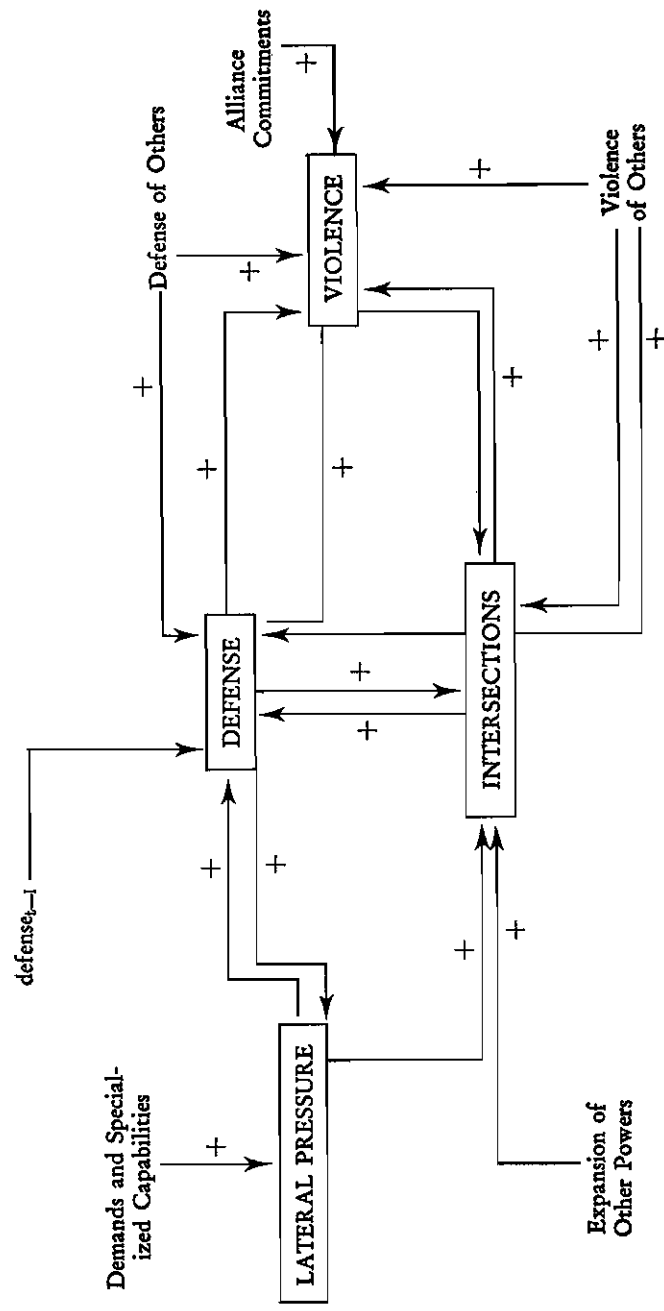 defense_{t—1}
Demands and Special-
ized Capabilities
+
LATERAL PRESSURE
+
+
DEFENSE
+
+
+
+
+
Defense of Others
+
VIOLENCE
Alliance
Commitments
+
+
INTERSECTIONS
+
+
+
Expansion of
Other Powers
Violence
of Others
+
+
+